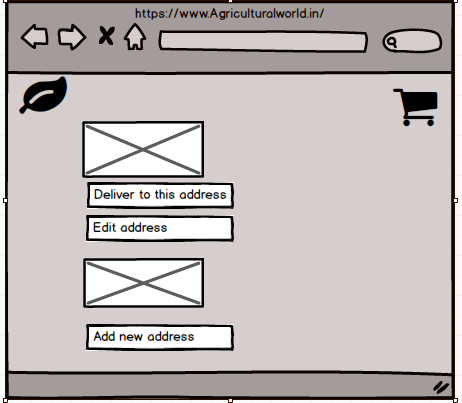 https://www.Agriculturalworld.in/
Deliver to this address
Edit address
Add new address